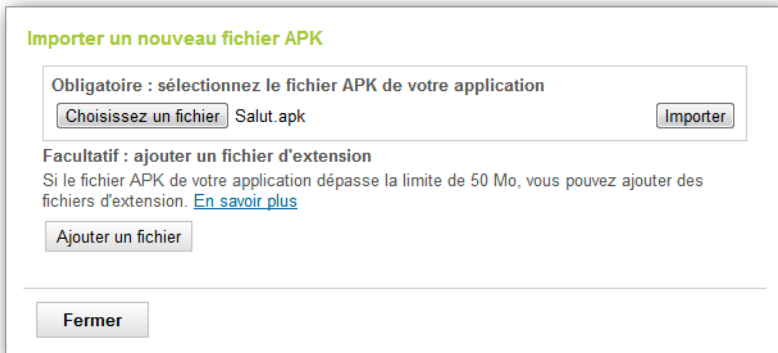 Importer un nouveau fichier APK
Obligatoire : sélectionnez le fichier APK de votre application
Choisissez un fichier Salut.apk Importer
Facultatif : ajouter un fichier d'extension
Si le fichier APK de votre application dépasse la limite de 50 Mo, vous pouvez ajouter des
fichiers d'extension. En savoir plus
Ajouter un fichier
Fermer